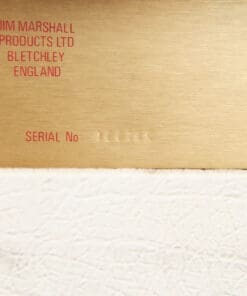 JIM MARSHALL
PRODUCTS LTD
BLETCHLEY
ENGLAND
SERIAL No